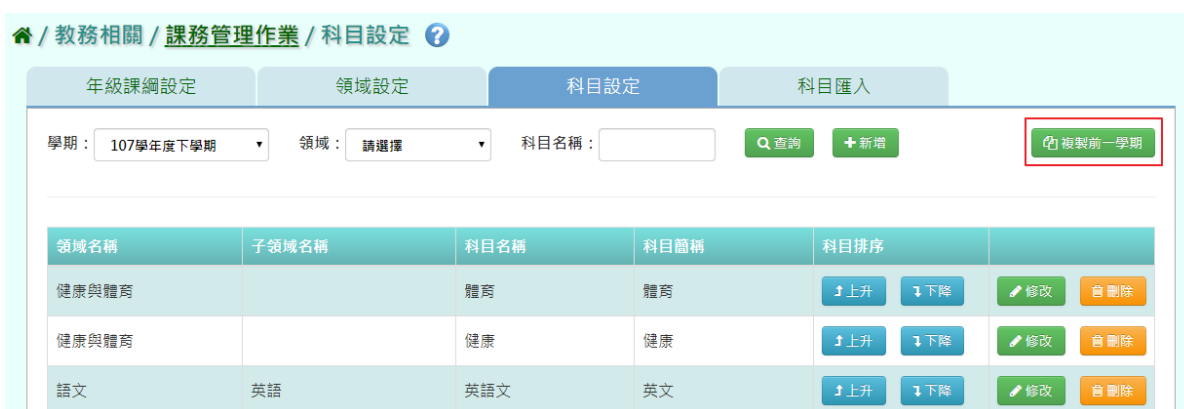 / 教務相關 / 課務管理作業 / 科目設定 ?
年級課綱設定 領域設定 科目設定 科目匯入
學期： 107學年度下學期 領域： 請選擇 科目名稱： 查詢 新增 複製前一學期
領域名稱 子領域名稱 科目名稱 科目簡稱 科目排序
健康與體育 體育 體育 上升 下降 修改 刪除
健康與體育 健康 健康 上升 下降 修改 刪除
語文 英語 英語文 英文 上升 下降 修改 刪除